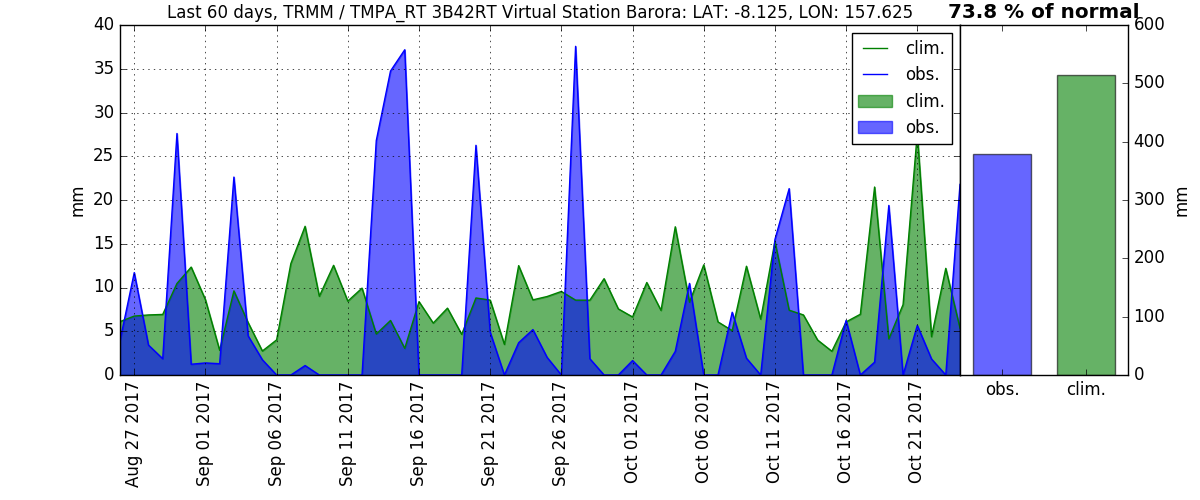 Last 60 days, TRMM / TMPA_RT 3B42RT Virtual Station Barora: LAT: -8.125, LON: 157.625
73.8 % of normal
40
35
30
25
20
15
10
5
0
mm
clim.
obs.
clim.
obs.
600
500
400
300
200
100
0
mm
obs.
clim.
Aug 27 2017
Sep 01 2017
Sep 06 2017
Sep 11 2017
Sep 16 2017
Sep 21 2017
Sep 26 2017
Oct 01 2017
Oct 06 2017
Oct 11 2017
Oct 16 2017
Oct 21 2017